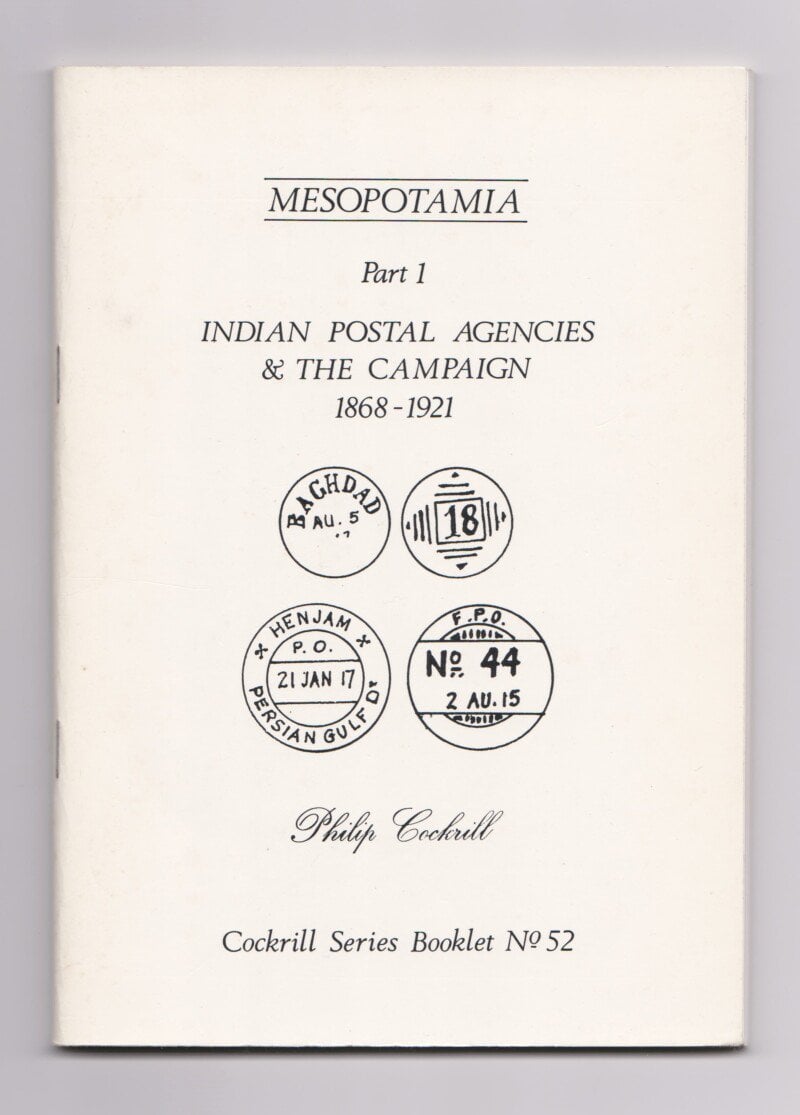 MESOPOTAMIA
Part 1
INDIAN POSTAL AGENCIES
& THE CAMPAIGN
1868-1921
BAGHDAD
AU. 5
18
HENJAM
P. O.
21 JAN 17
PERSIAN GULF Dr
F.P.O.
No 44
2 AU.15
Philip Cockrill
Cockrill Series Booklet No 52